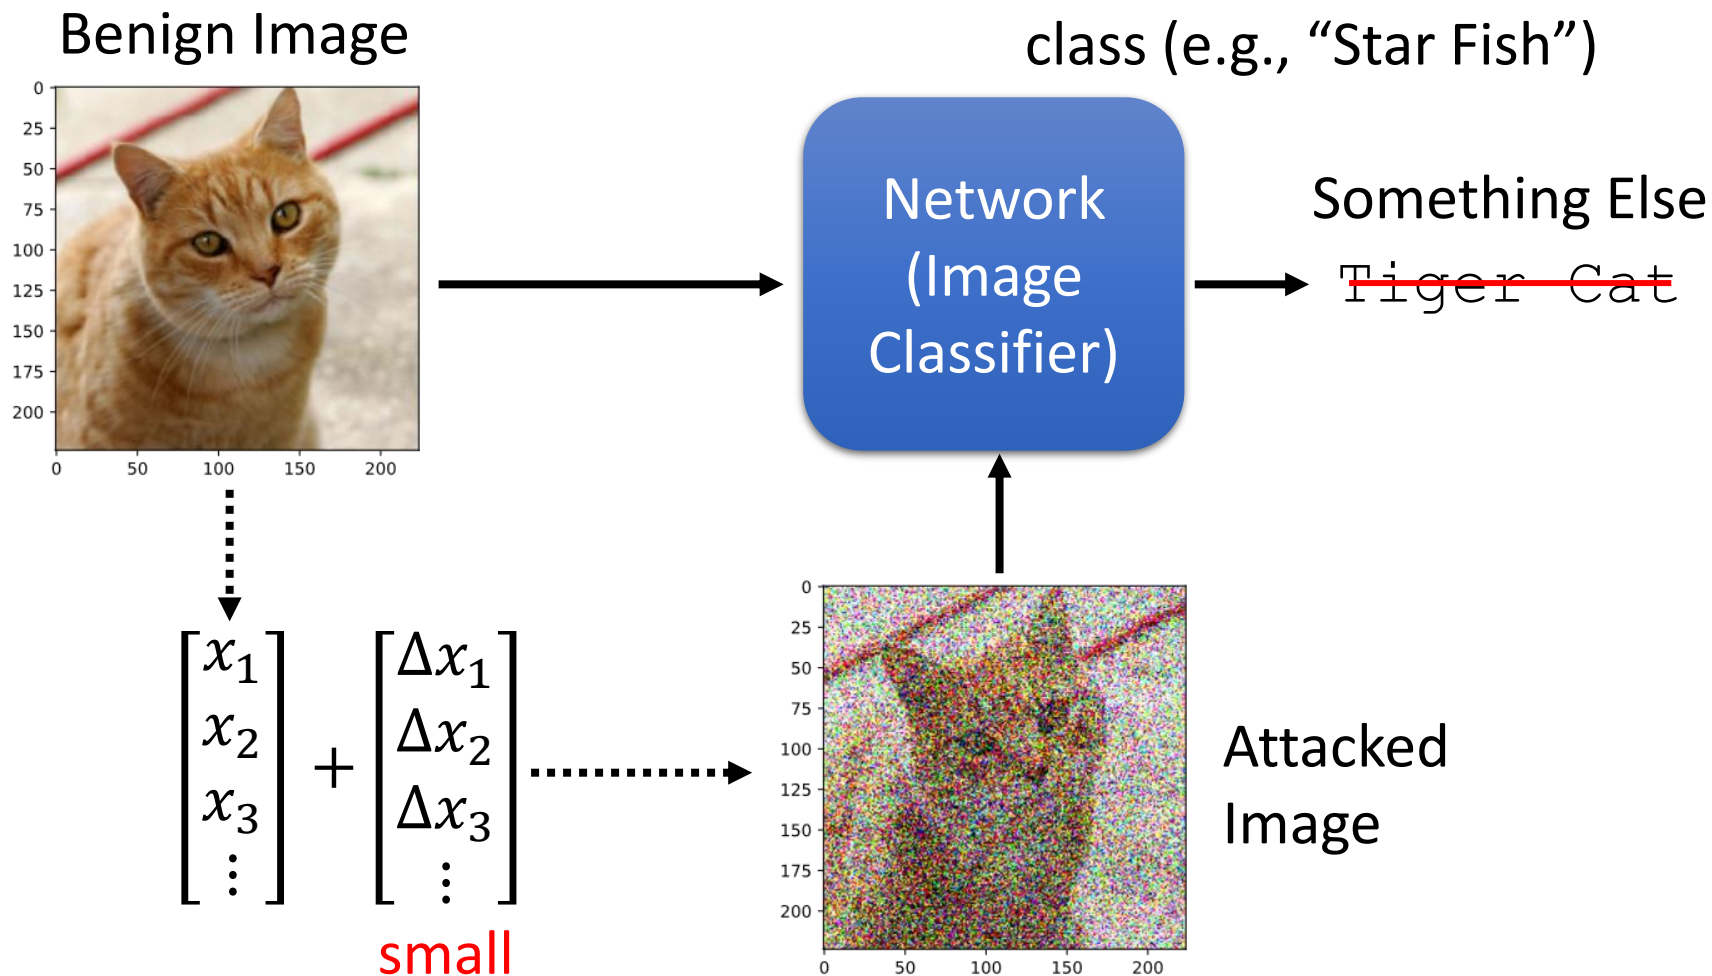 Benign Image
class (e.g., “Star Fish”)
0
25
50
75
100
125
150
175
200
0 50 100 150 200
Network
(Image
Classifier)
Something Else
Tiger Cat
x₁
x₂
x₃
⋮
+
Δx₁
Δx₂
Δx₃
⋮
small
0
25
50
75
100
125
150
175
200
0 50 100 150 200
Attacked
Image